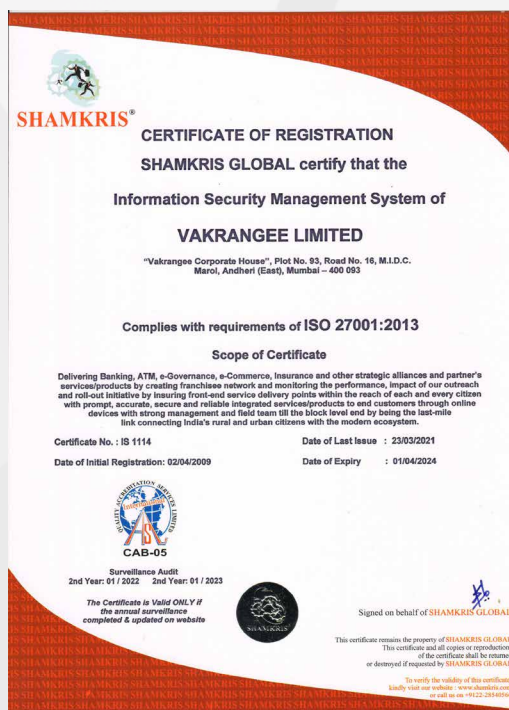 SHAMKRIS®
CERTIFICATE OF REGISTRATION
SHAMKRIS GLOBAL certify that the
Information Security Management System of
VAKRANGEE LIMITED
"Vakrangee Corporate House", Plot No. 93, Road No. 16, M.I.D.C.
Marol, Andheri (East), Mumbai – 400 093
Complies with requirements of ISO 27001:2013
Scope of Certificate
Delivering Banking, ATM, e-Governance, e-Commerce, Insurance and other strategic alliances and partner's
services/products by creating franchisee network and monitoring the performance, impact of our outreach
and roll-out initiative by insuring front-end service delivery points within the reach of each and every citizen
with prompt, accurate, secure and reliable integrated services/products to end customers through online
devices with strong management and field team till the block level end by being the last-mile
link connecting India's rural and urban citizens with the modern ecosystem.
Certificate No. : IS 1114
Date of Last Issue : 23/03/2021
Date of Initial Registration: 02/04/2009
Date of Expiry : 01/04/2024
QUALITY ACCREDITATION SERVICES LIMITED
International
CAB-05
Surveillance Audit
2nd Year: 01 / 2022 2nd Year: 01 / 2023
The Certificate is Valid ONLY if
the annual surveillance
completed & updated on website
SHAMKRIS
Signed on behalf of SHAMKRIS GLOBAL
This certificate remains the property of SHAMKRIS GLOBAL
This certificate and all copies or reproduction
of the certificate shall be returne
or destroyed if requested by SHAMKRIS GLOBAL
To verify the validity of this certificate
kindly visit our website : www.shamkris.com
or call us on